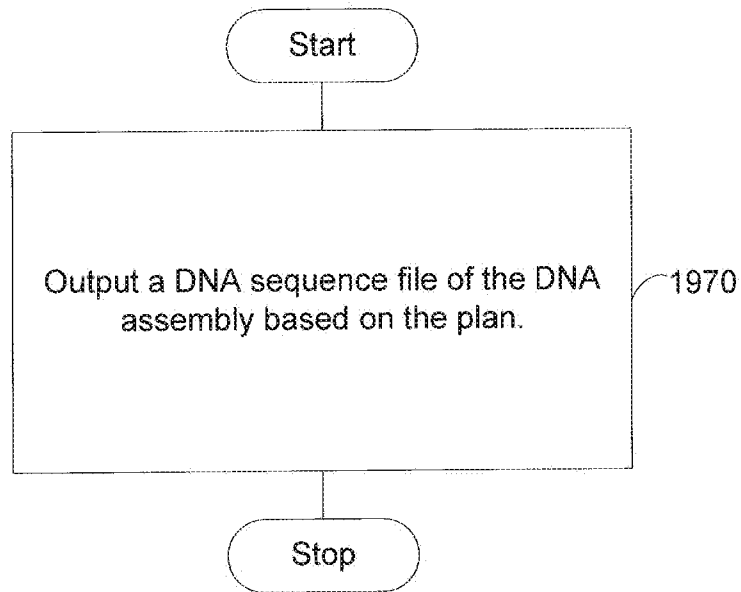 Start
Output a DNA sequence file of the DNA
assembly based on the plan.
1970
Stop